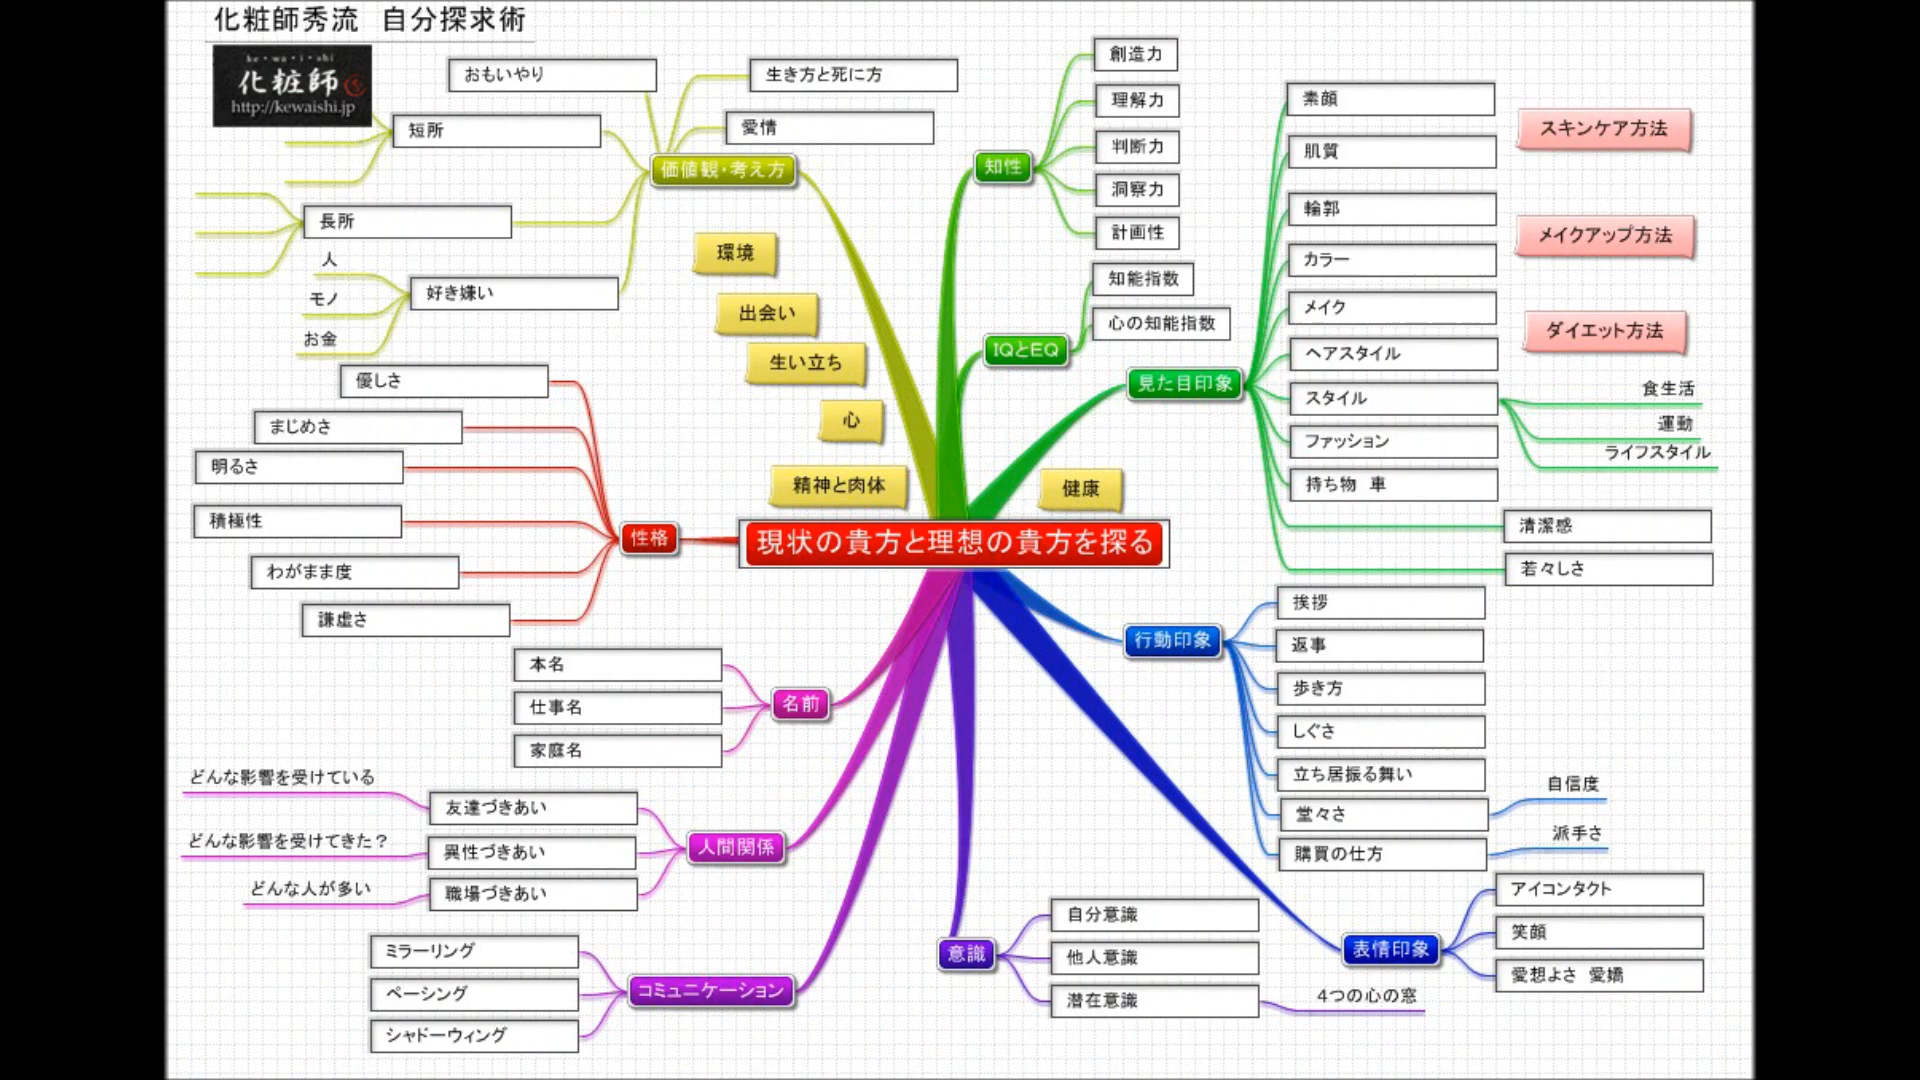 化粧師秀流　自分探求術
ke・wa・i・shi
化粧師
http://kewaishi.jp
おもいやり
生き方と死に方
短所
愛情
価値観・考え方
長所
人
モノ
お金
好き嫌い
環境
出会い
生い立ち
心
精神と肉体
健康
知性
創造力
理解力
判断力
洞察力
計画性
IQとEQ
知能指数
心の知能指数
見た目印象
素顔
肌質
輪郭
カラー
メイク
ヘアスタイル
スタイル
ファッション
持ち物　車
清潔感
若々しさ
食生活
運動
ライフスタイル
スキンケア方法
メイクアップ方法
ダイエット方法
優しさ
まじめさ
明るさ
積極性
わがまま度
謙虚さ
性格
現状の貴方と理想の貴方を探る
行動印象
挨拶
返事
歩き方
しぐさ
立ち居振る舞い
堂々さ
購買の仕方
自信度
派手さ
本名
仕事名
家庭名
名前
どんな影響を受けている
どんな影響を受けてきた？
どんな人が多い
友達づきあい
異性づきあい
職場づきあい
人間関係
ミラーリング
ペーシング
シャドーウィング
コミュニケーション
意識
自分意識
他人意識
潜在意識
4つの心の窓
表情印象
アイコンタクト
笑顔
愛想よさ　愛嬌